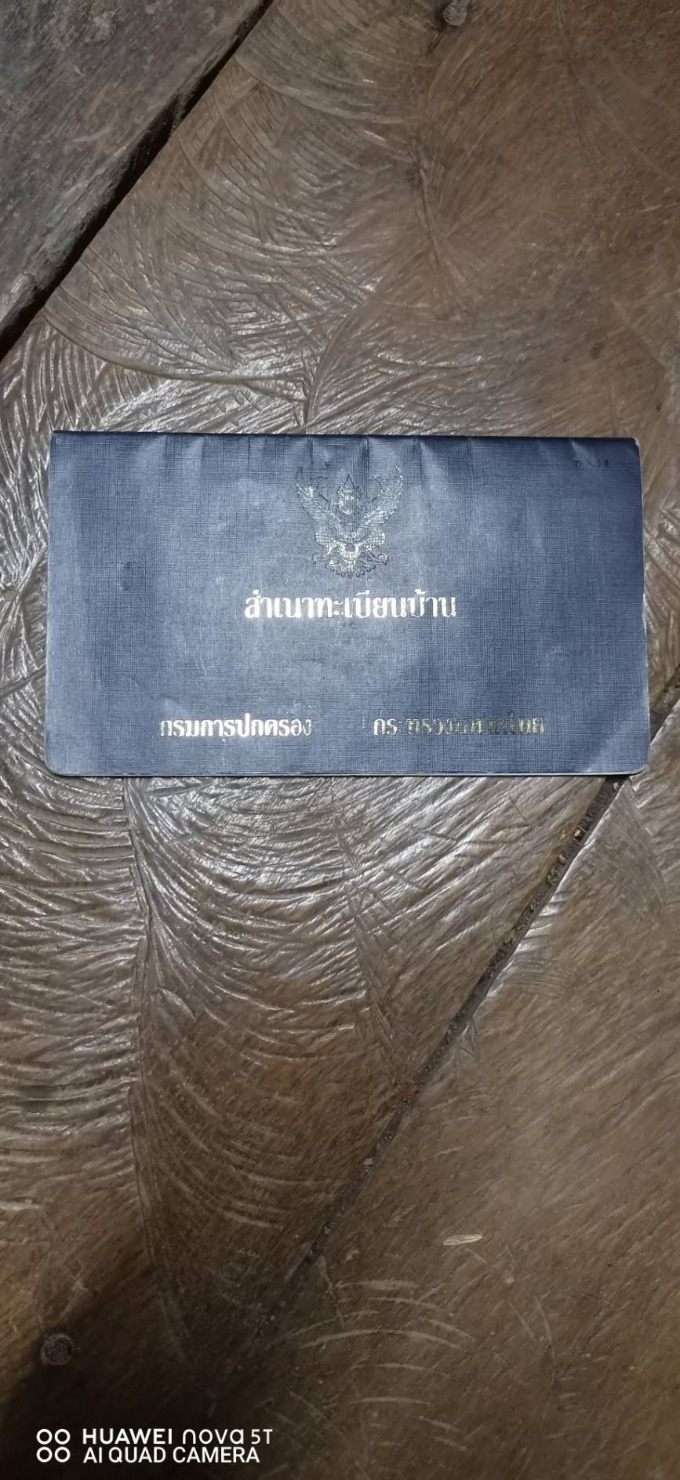 สำเนาทะเบียนบ้าน
กรมการปกครอง กระทรวงมหาดไทย
HUAWEI nova 5T
AI QUAD CAMERA